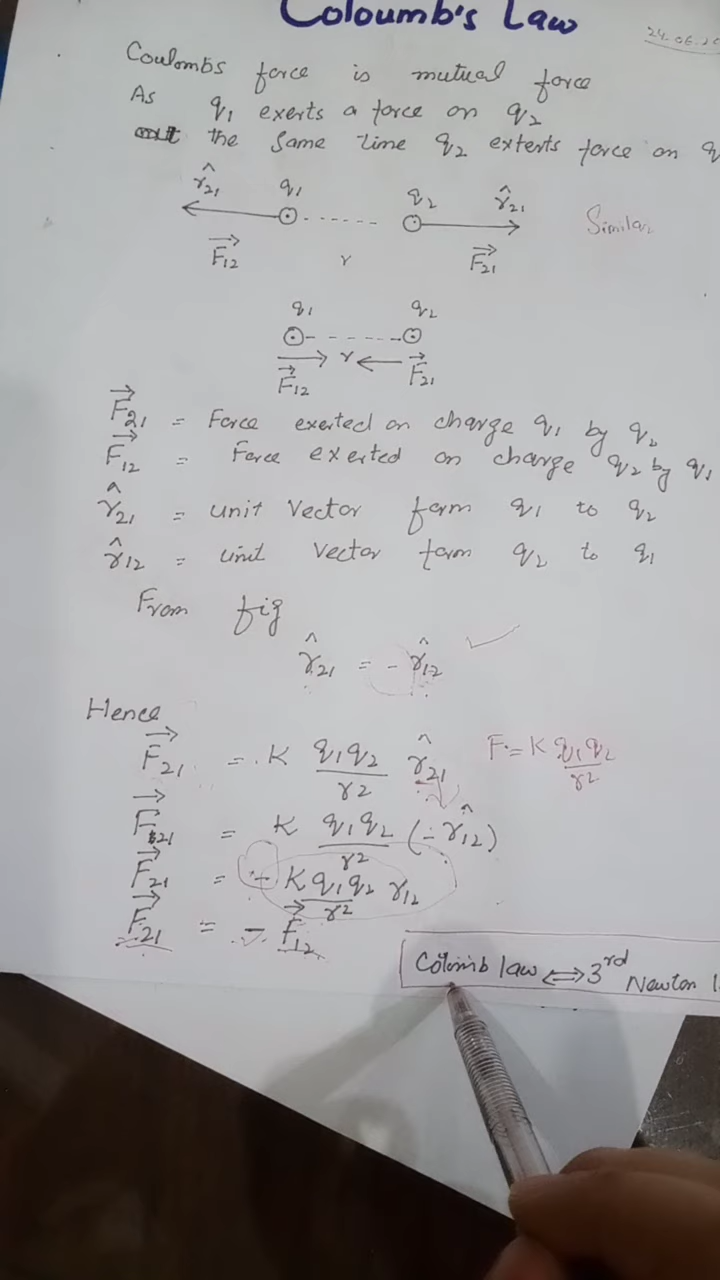 Coloumb's Law
24.06.2
Coulombs force is mutual force
As q₁ exerts a force on q₂
the same time q₂ exterts force on q
r̂₂₁ q₁ q₂ r̂₂₁ Similar
F⃗₁₂ r F⃗₂₁
q₁ q₂
r
F⃗₁₂ F⃗₂₁
F⃗₂₁ = Force exerted on charge q₁ by q₂
F⃗₁₂ = Force exerted on charge q₂ by q₁
r̂₂₁ = unit vector form q₁ to q₂
r̂₁₂ = unit vector form q₂ to q₁
From fig
r̂₂₁ = - r̂₁₂ ✓
Hence
F⃗₂₁ = K q₁q₂/r² r̂₂₁ F = K q₁q₂/r²
F⃗₂₁ = K q₁q₂/r² (- r̂₁₂)
F⃗₂₁ = - K q₁q₂/r² r₁₂
F⃗₂₁ = - F⃗₁₂
Colomb law ⟺ 3rd Newton